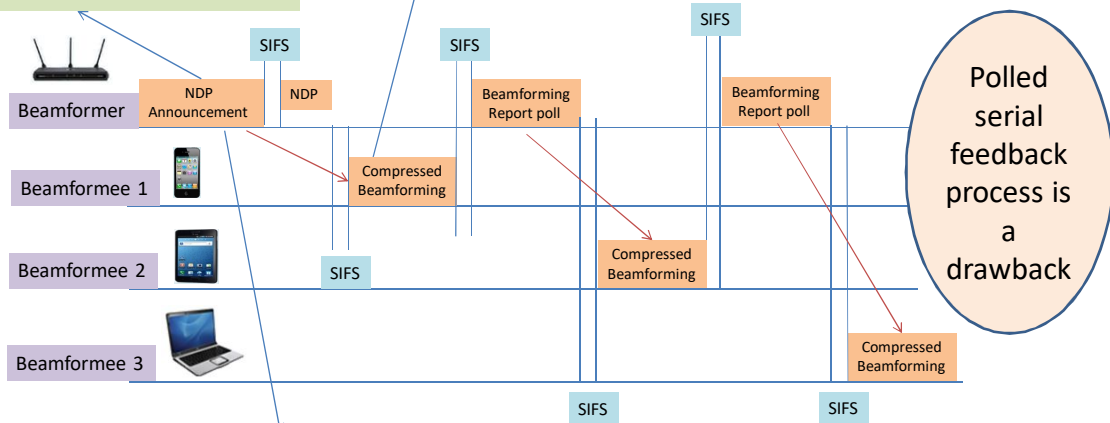 SIFS
SIFS
SIFS
Beamformer
NDP
Announcement
NDP
Beamforming
Report poll
Beamforming
Report poll
Beamformee 1
Compressed
Beamforming
Beamformee 2
SIFS
Compressed
Beamforming
Beamformee 3
Compressed
Beamforming
SIFS
SIFS
Polled
serial
feedback
process is
a
drawback